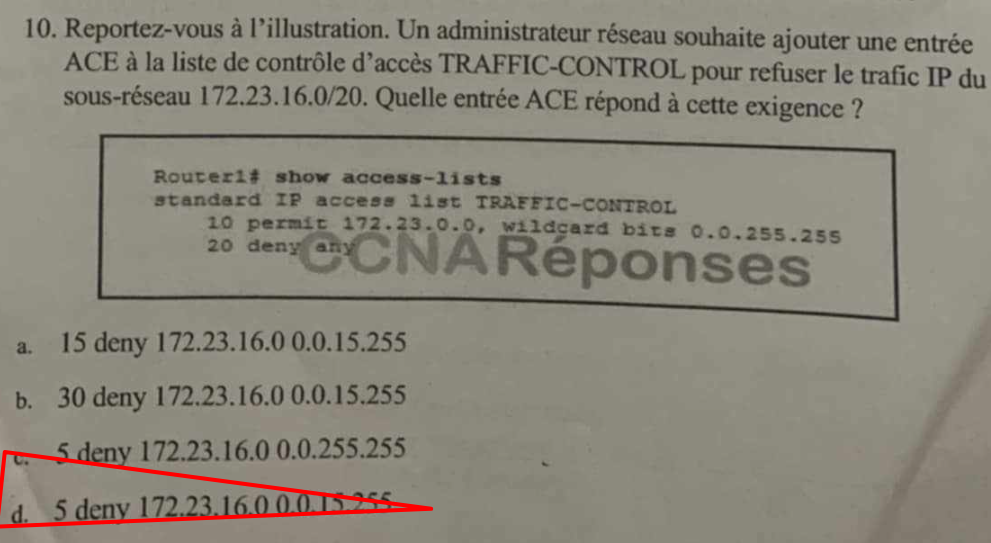 10. Reportez-vous à l'illustration. Un administrateur réseau souhaite ajouter une entrée
ACE à la liste de contrôle d'accès TRAFFIC-CONTROL pour refuser le trafic IP du
sous-réseau 172.23.16.0/20. Quelle entrée ACE répond à cette exigence ?
Router1# show access-lists
standard IP access list TRAFFIC-CONTROL
10 permit 172.23.0.0, wildcard bits 0.0.255.255
20 deny any
CCNA Réponses
a. 15 deny 172.23.16.0 0.0.15.255
b. 30 deny 172.23.16.0 0.0.15.255
c. 5 deny 172.23.16.0 0.0.255.255
d. 5 deny 172.23.16.0 0.0.15.255